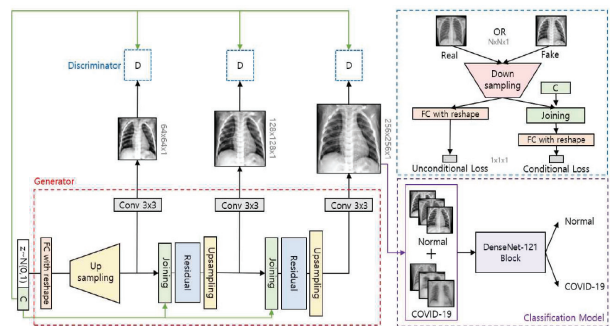 Discriminator
D
D
D
64x64x1
128x128x1
256x256x1
Generator
Conv 3x3
Conv 3x3
Conv 3x3
z~N(0,1)
C
FC with reshape
Up
sampling
Joining
Residual
Upsampling
Joining
Residual
Upsampling
OR
NxNx1
Real
Fake
Down
sampling
C
FC with reshape
Joining
FC with reshape
1x1x1
Unconditional Loss
Conditional Loss
Normal
+
COVID-19
DenseNet-121
Block
Normal
COVID-19
Classification Model